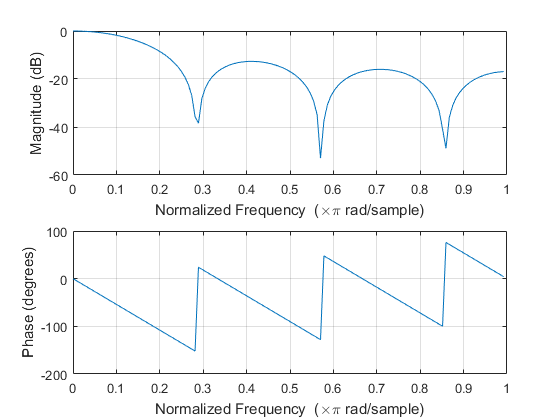 0
-20
-40
-60
Magnitude (dB)
0 0.1 0.2 0.3 0.4 0.5 0.6 0.7 0.8 0.9 1
Normalized Frequency (×π rad/sample)
100
0
-100
-200
Phase (degrees)
0 0.1 0.2 0.3 0.4 0.5 0.6 0.7 0.8 0.9 1
Normalized Frequency (×π rad/sample)